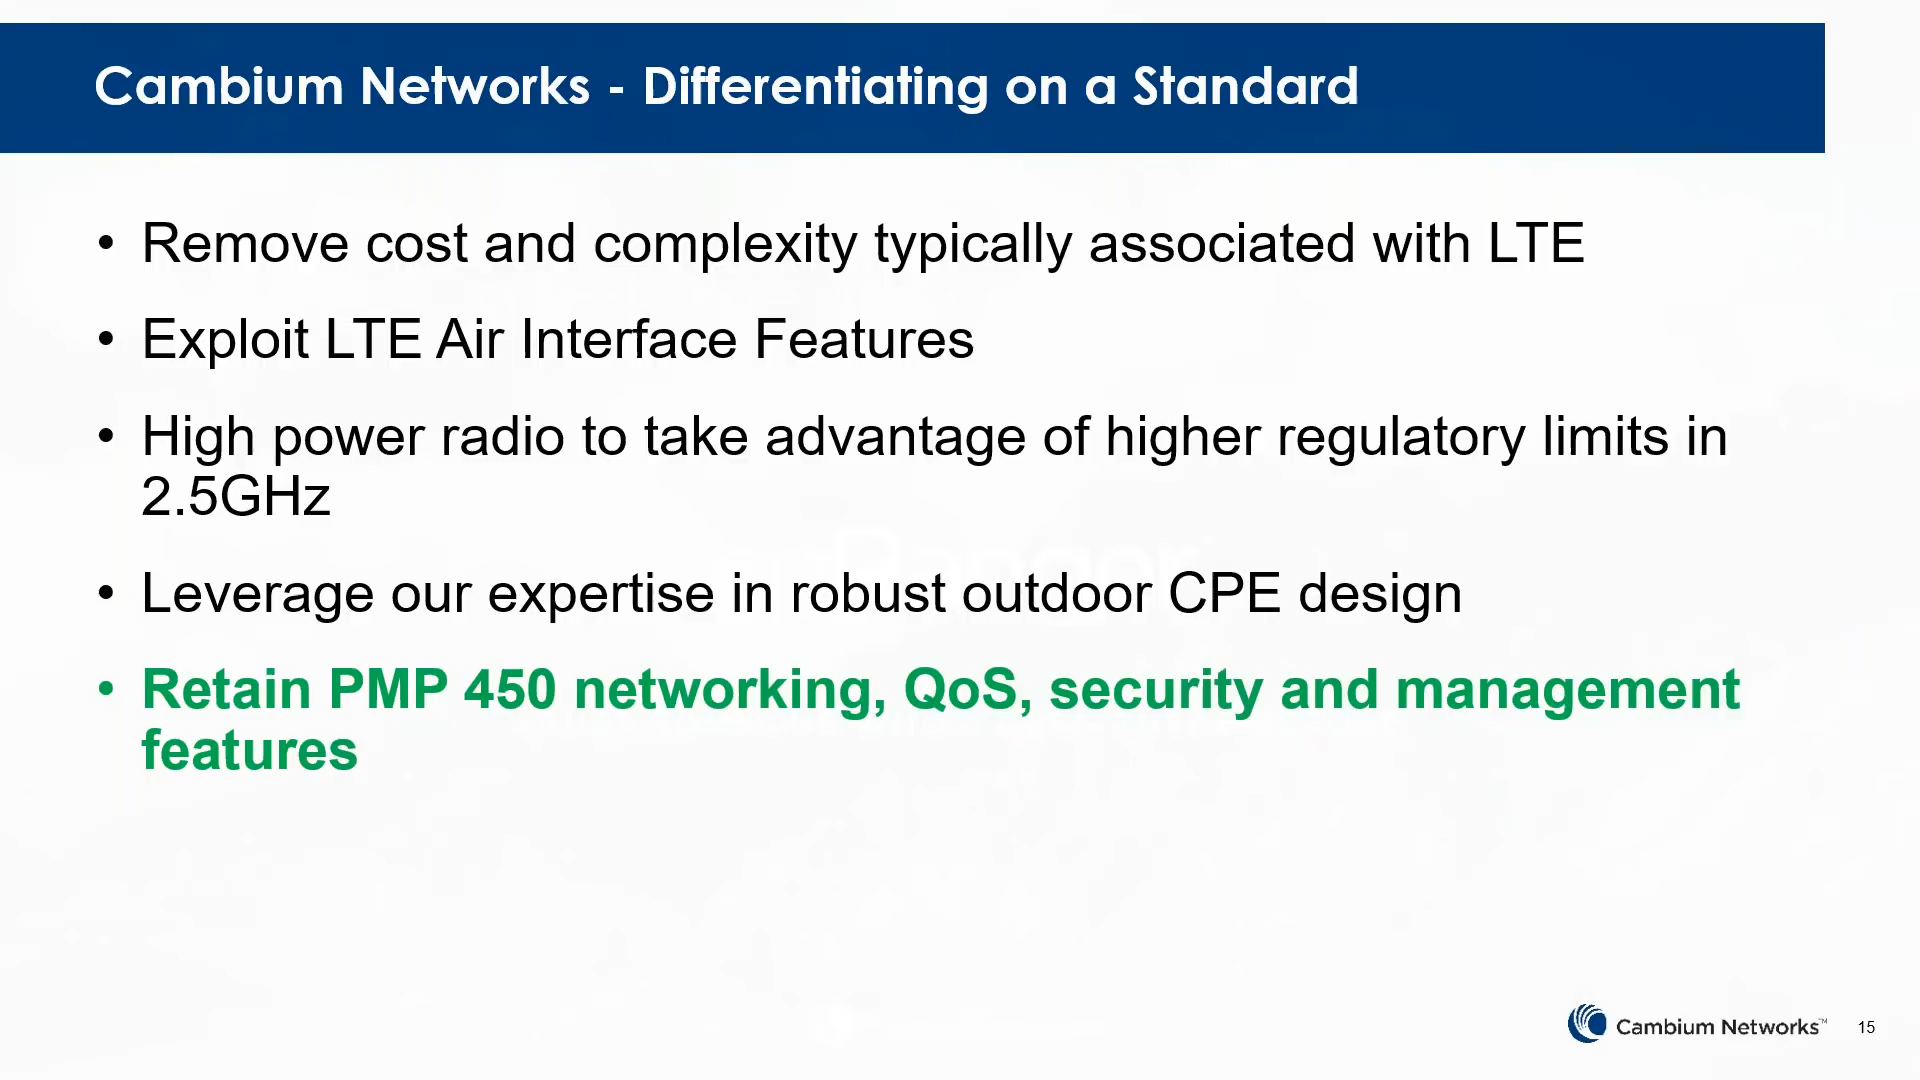 Cambium Networks - Differentiating on a Standard
• Remove cost and complexity typically associated with LTE
• Exploit LTE Air Interface Features
• High power radio to take advantage of higher regulatory limits in
2.5GHz
• Leverage our expertise in robust outdoor CPE design
• Retain PMP 450 networking, QoS, security and management
features
Cambium Networks™ 15